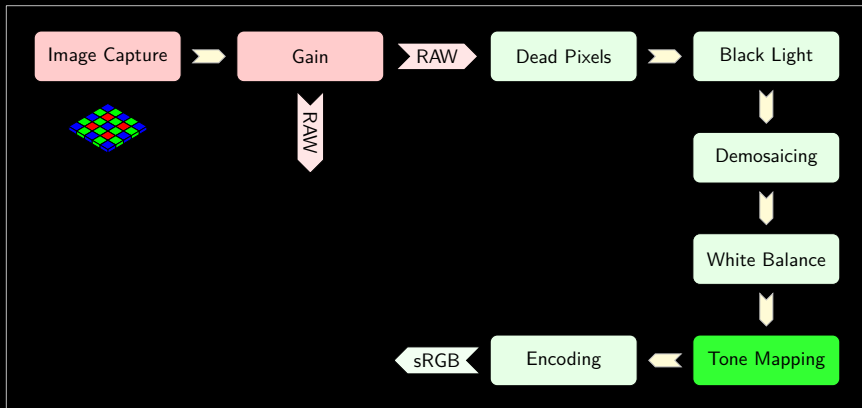 Image Capture
Gain
RAW
Dead Pixels
Black Light
RAW
Demosaicing
White Balance
sRGB
Encoding
Tone Mapping